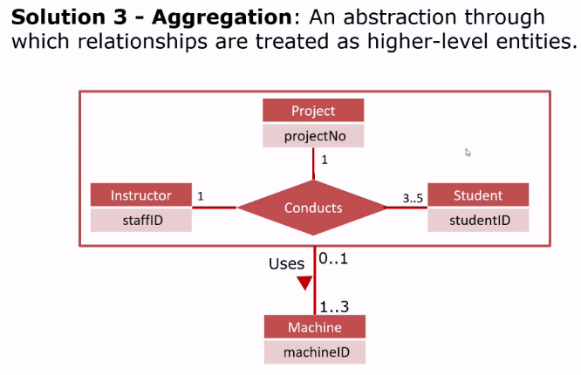 Solution 3 - Aggregation: An abstraction through
which relationships are treated as higher-level entities.
Project
projectNo
1
Instructor
staffID
1
Conducts
3..5
Student
studentID
Uses
0..1
1..3
Machine
machineID